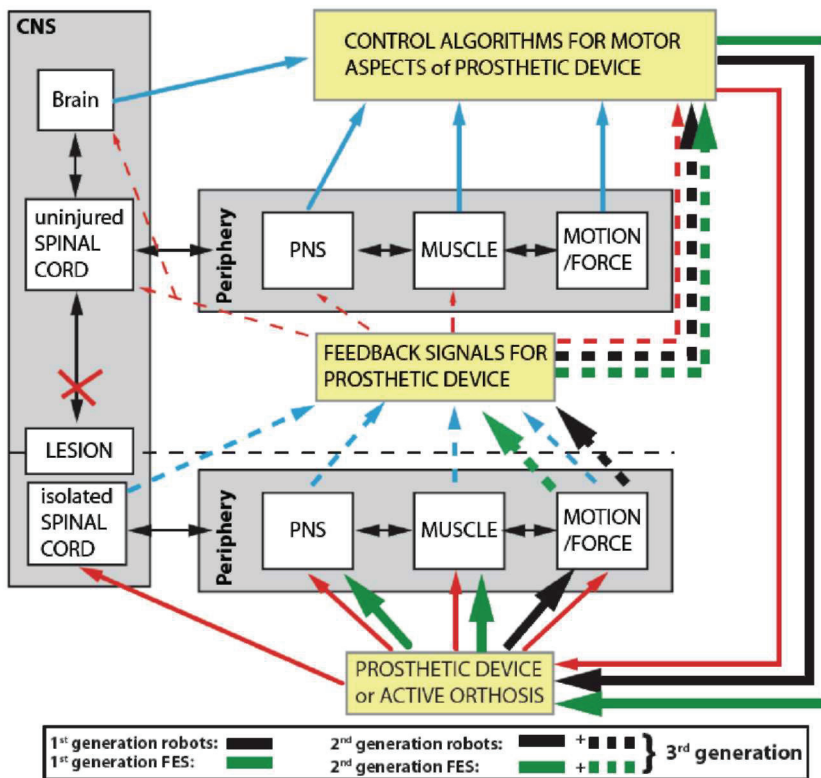 CNS
CONTROL ALGORITHMS FOR MOTOR
ASPECTS of PROSTHETIC DEVICE
Brain
uninjured
SPINAL
CORD
Periphery
PNS
MUSCLE
MOTION
/FORCE
FEEDBACK SIGNALS FOR
PROSTHETIC DEVICE
LESION
isolated
SPINAL
CORD
Periphery
PNS
MUSCLE
MOTION
/FORCE
PROSTHETIC DEVICE
or ACTIVE ORTHOSIS
1st generation robots:
1st generation FES:
2nd generation robots: +
2nd generation FES: +
} 3rd generation